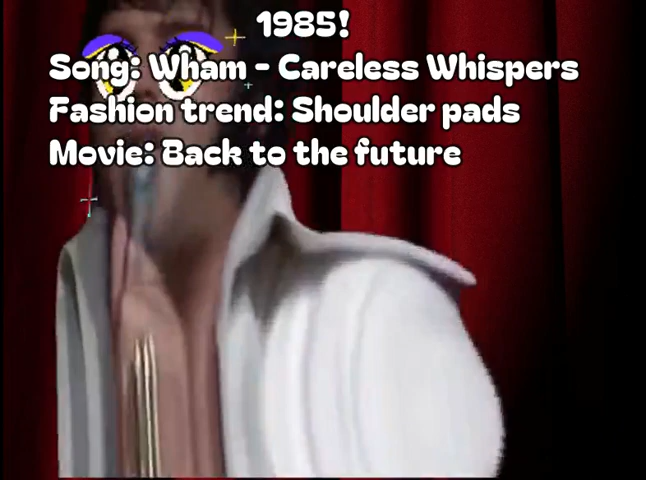 1985!
Song: Wham - Careless Whispers
Fashion trend: Shoulder pads
Movie: Back to the future